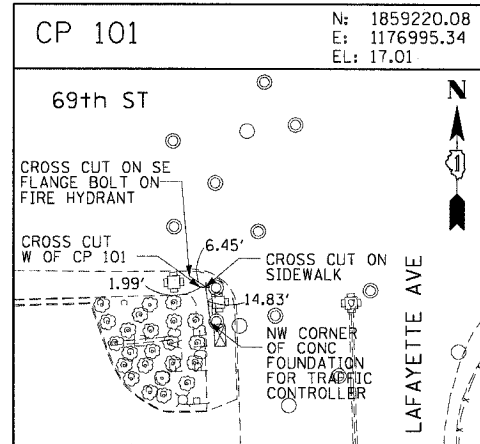 CP 101
N: 1859220.08
E: 1176995.34
EL: 17.01
69th ST
N
1
CROSS CUT ON SE
FLANGE BOLT ON
FIRE HYDRANT
CROSS CUT
W OF CP 101
6.45'
1.99'
CROSS CUT ON
SIDEWALK
14.83'
NW CORNER
OF CONC
FOUNDATION
FOR TRAFFIC
CONTROLLER
LAFAYETTE AVE